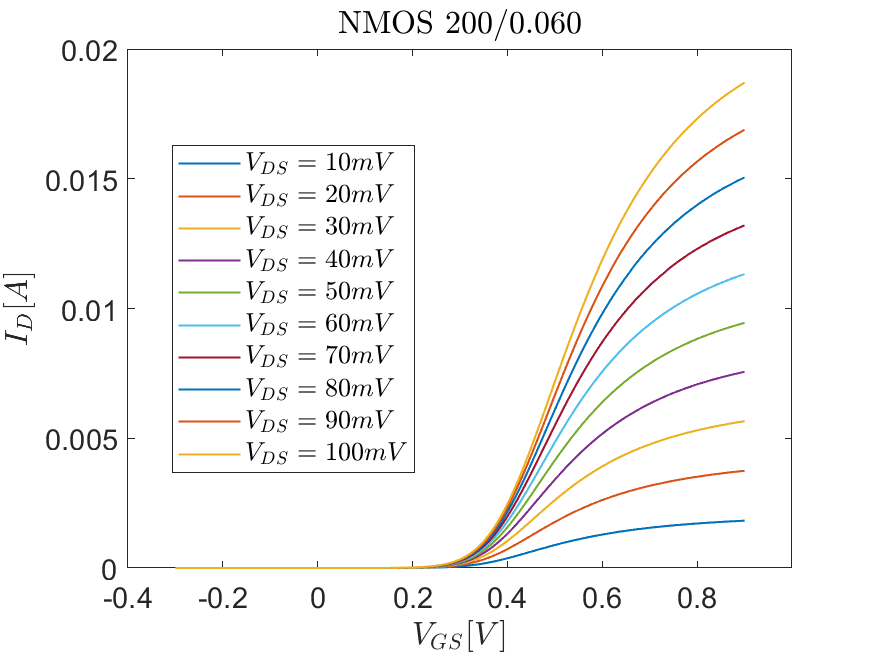 NMOS 200/0.060
0.02
0.015
0.01
0.005
0
I_D[A]
V_DS = 10mV
V_DS = 20mV
V_DS = 30mV
V_DS = 40mV
V_DS = 50mV
V_DS = 60mV
V_DS = 70mV
V_DS = 80mV
V_DS = 90mV
V_DS = 100mV
-0.4 -0.2 0 0.2 0.4 0.6 0.8
V_GS[V]